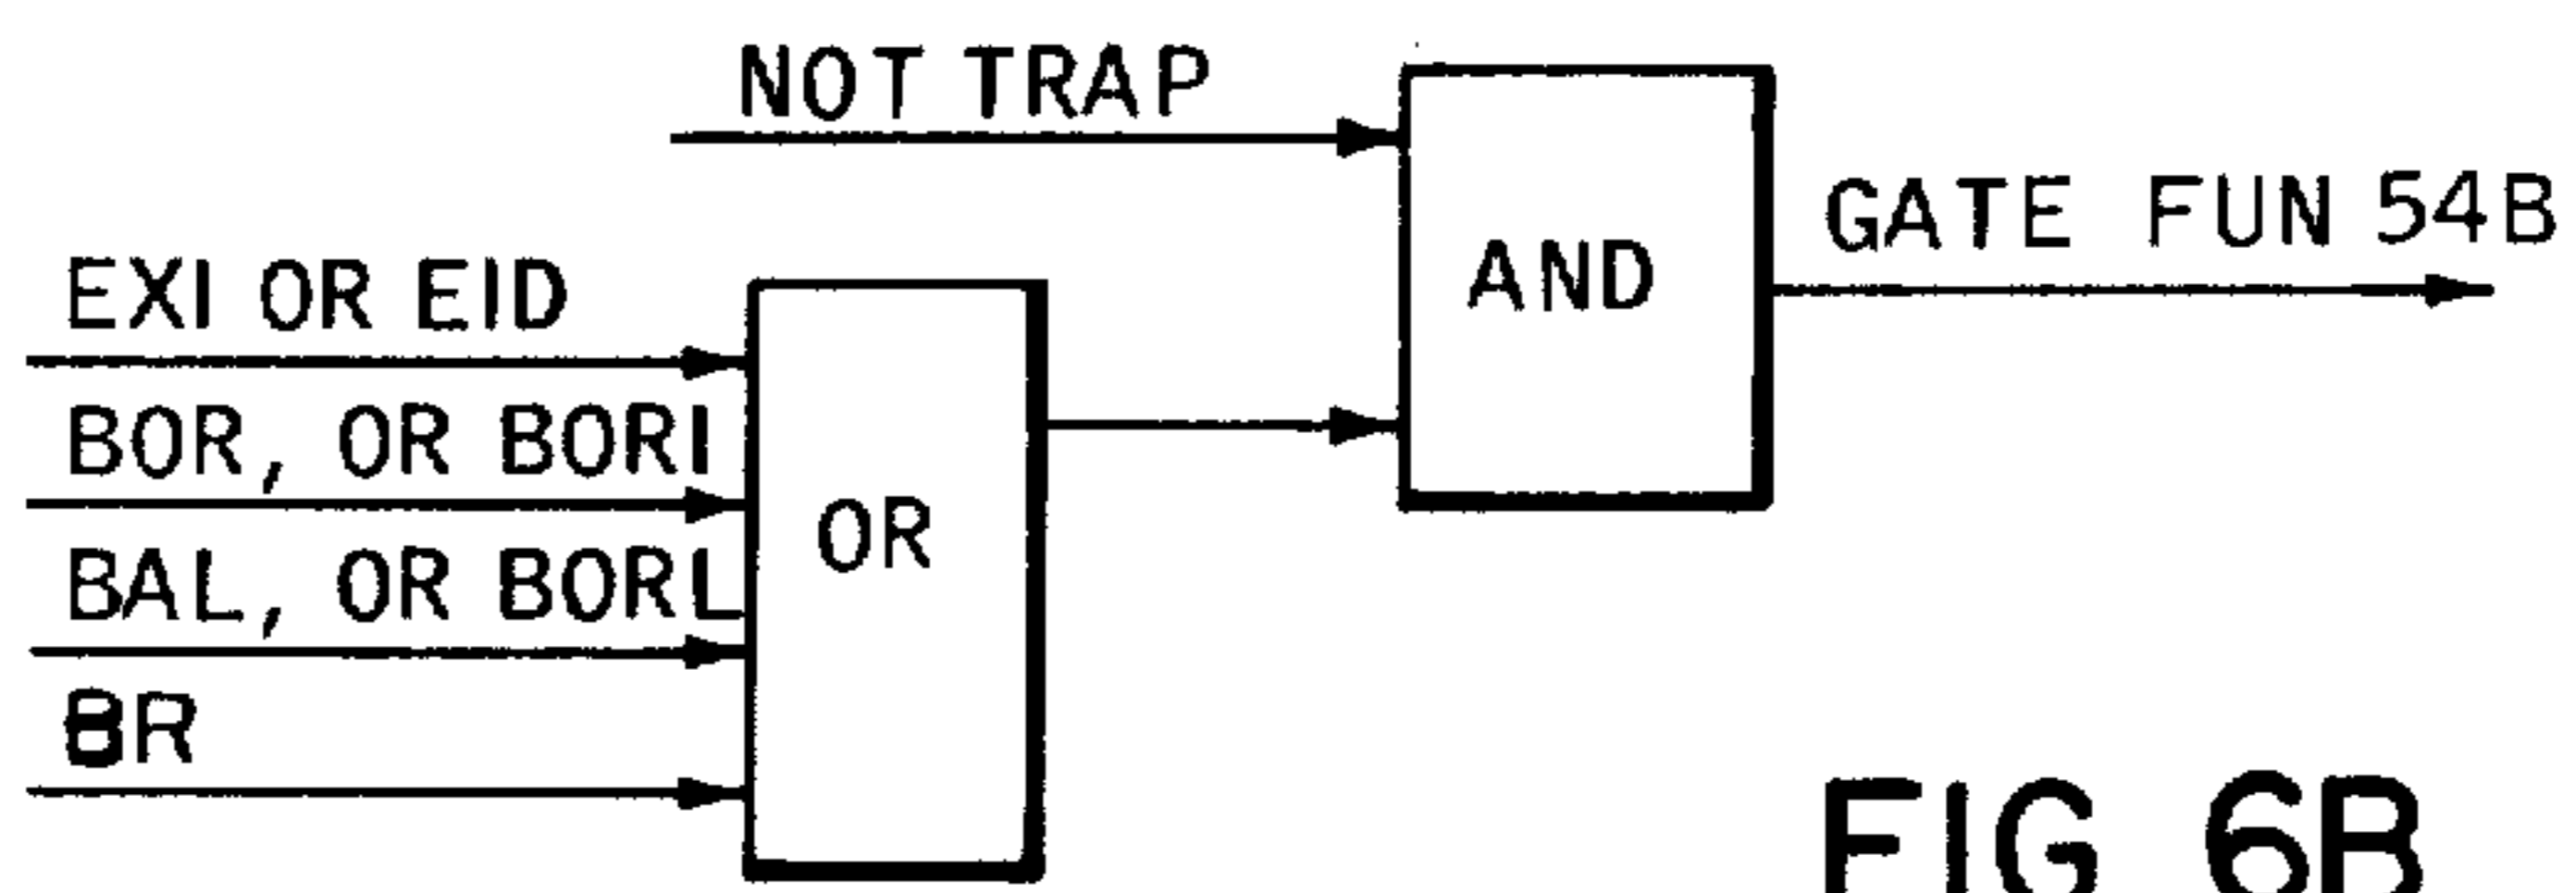 NOT TRAP
AND
GATE FUN 54B
EXI OR EID
BOR, OR BORI
BAL, OR BORL
BR
OR
FIG 6B